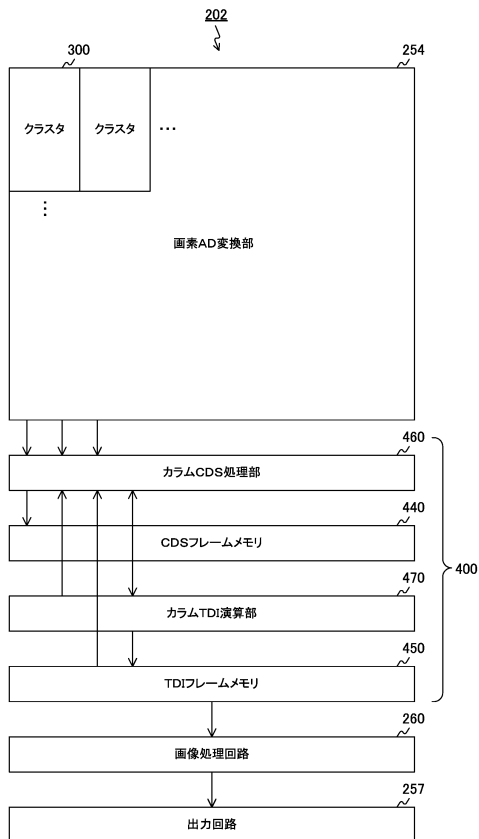 202
300
254
クラスタ クラスタ …
⋮
画素AD変換部
460
カラムCDS処理部
440
CDSフレームメモリ
470
400
カラムTDI演算部
450
TDIフレームメモリ
260
画像処理回路
257
出力回路